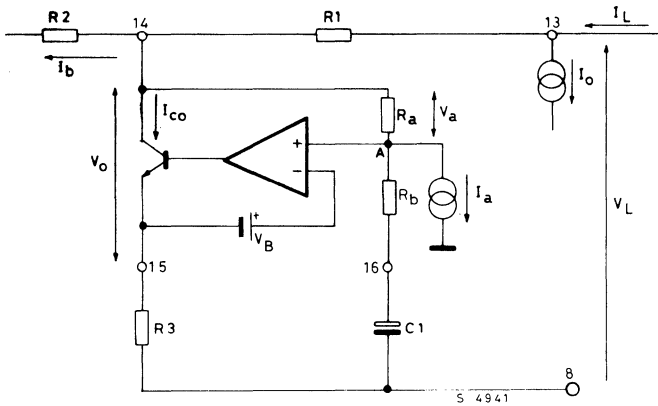 R2
14
R1
13
I_L
I_b
I_o
I_co
R_a
V_a
V_o
+
A
−
R_b
I_a
V_L
+
V_B
15
16
R3
C1
8
S 4941